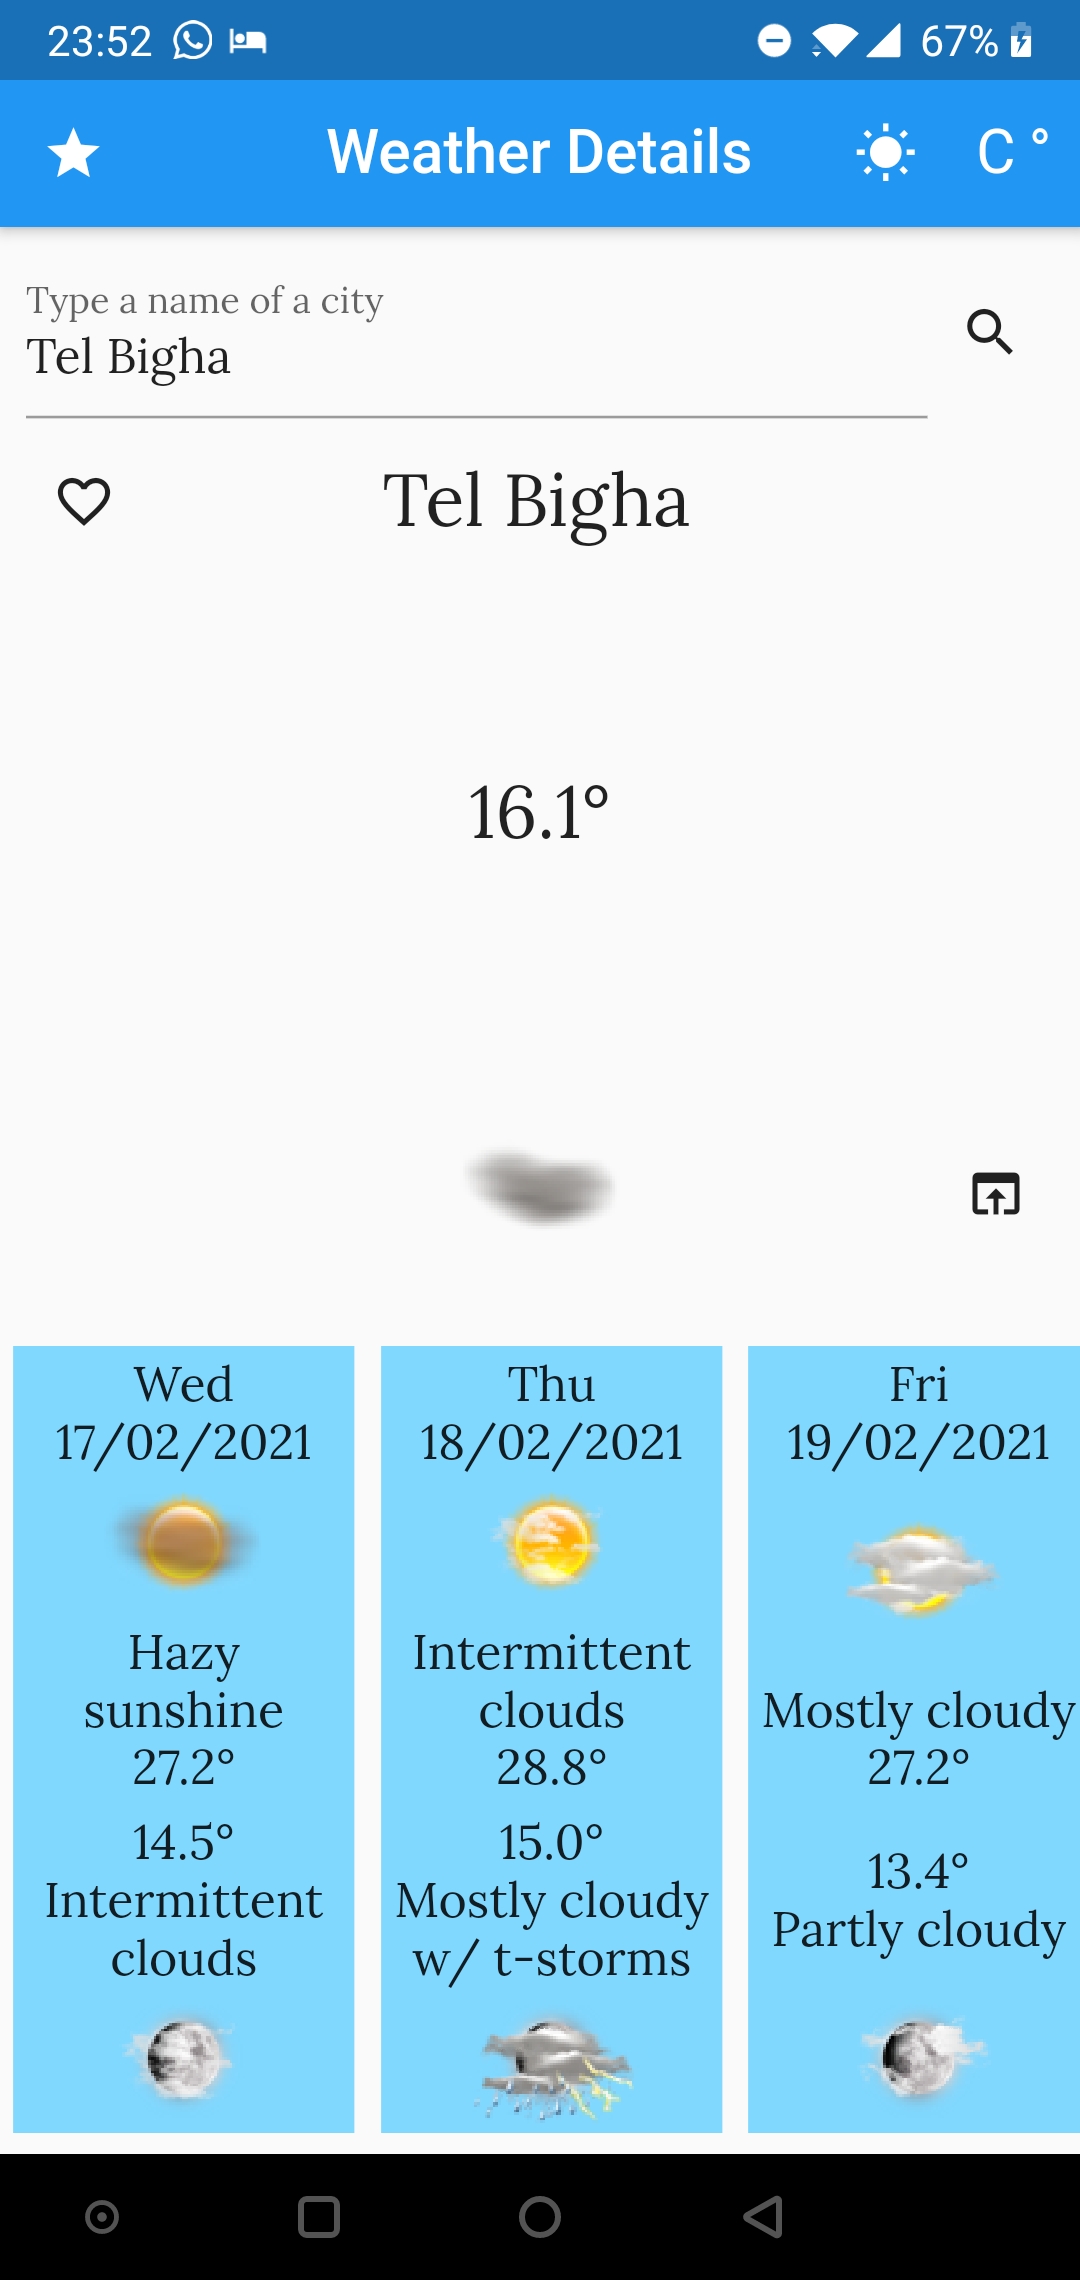 23:52
67%
Weather Details
C °
Type a name of a city
Tel Bigha
Tel Bigha
16.1°
Wed
17/02/2021
Hazy
sunshine
27.2°
14.5°
Intermittent
clouds
Thu
18/02/2021
Intermittent
clouds
28.8°
15.0°
Mostly cloudy
w/ t-storms
Fri
19/02/2021
Mostly cloudy
27.2°
13.4°
Partly cloudy